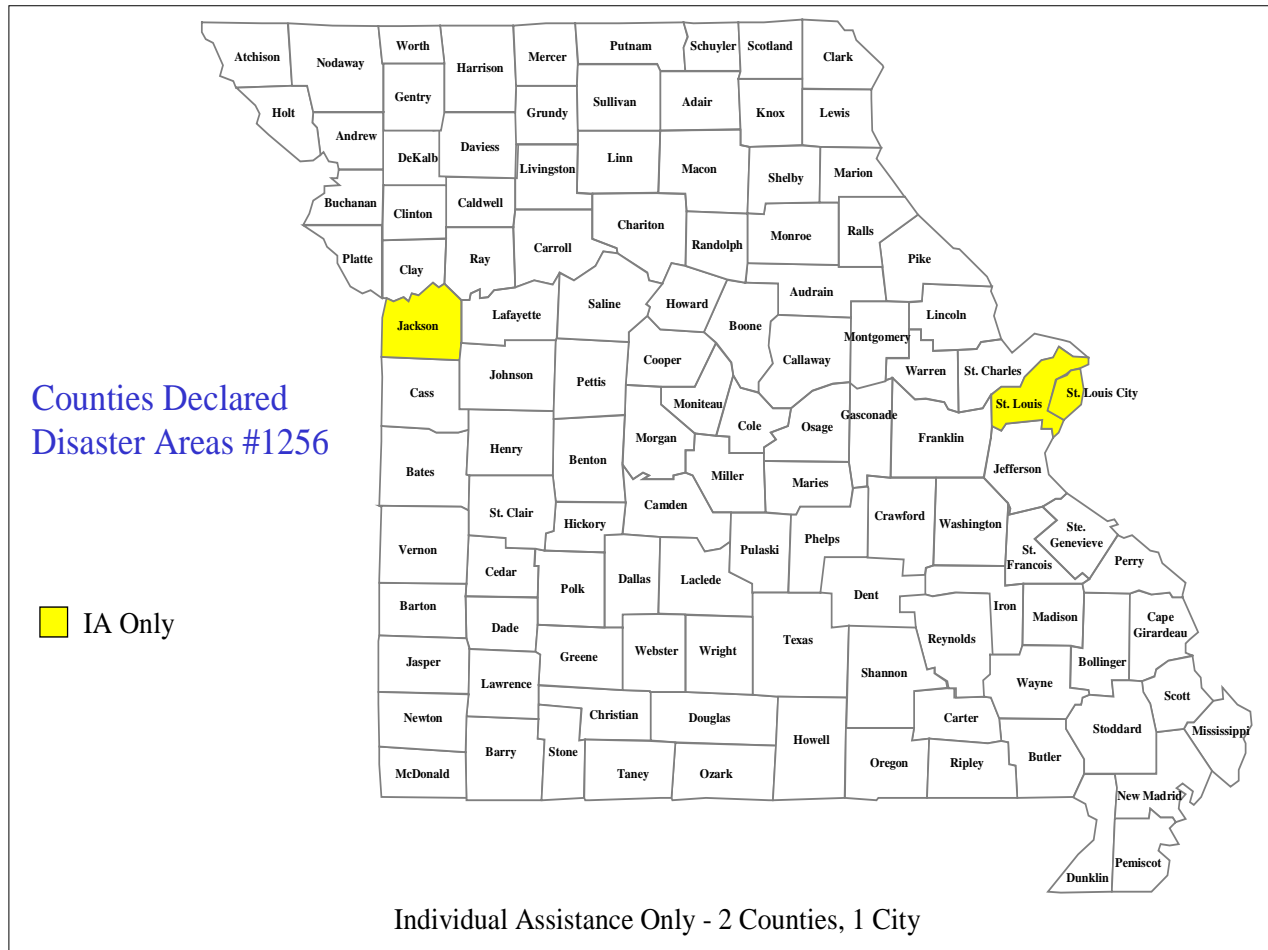 Atchison
Nodaway
Worth
Harrison
Mercer
Putnam
Schuyler
Scotland
Clark
Holt
Gentry
Grundy
Sullivan
Adair
Knox
Lewis
Andrew
DeKalb
Daviess
Livingston
Linn
Macon
Shelby
Marion
Buchanan
Clinton
Caldwell
Chariton
Randolph
Monroe
Ralls
Platte
Clay
Ray
Carroll
Pike
Jackson
Lafayette
Saline
Howard
Boone
Audrain
Montgomery
Lincoln
Cass
Johnson
Pettis
Cooper
Moniteau
Callaway
Warren
St. Charles
St. Louis
St. Louis City
Counties Declared
Disaster Areas #1256
Bates
Henry
Benton
Morgan
Cole
Osage
Gasconade
Franklin
Miller
Maries
Jefferson
St. Clair
Hickory
Camden
Pulaski
Phelps
Crawford
Washington
Ste.
Genevieve
St.
Francois
Perry
Vernon
Cedar
Polk
Dallas
Laclede
Dent
Iron
Madison
Cape
Girardeau
IA Only
Barton
Dade
Greene
Webster
Wright
Texas
Reynolds
Bollinger
Jasper
Lawrence
Shannon
Wayne
Scott
Newton
Christian
Douglas
Howell
Carter
Stoddard
Mississippi
McDonald
Barry
Stone
Taney
Ozark
Oregon
Ripley
Butler
New Madrid
Dunklin
Pemiscot
Individual Assistance Only - 2 Counties, 1 City